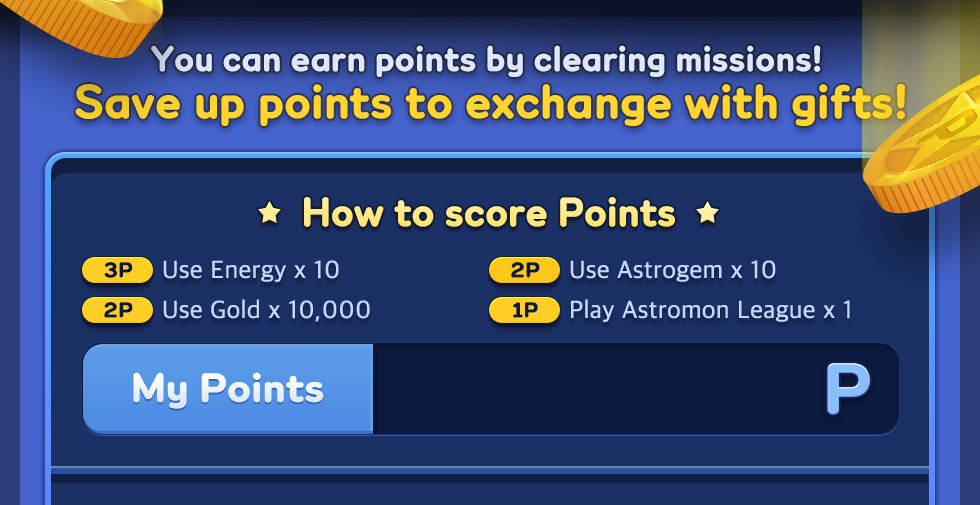 You can earn points by clearing missions!
Save up points to exchange with gifts!
How to score Points
3P Use Energy x 10
2P Use Astrogem x 10
2P Use Gold x 10,000
1P Play Astromon League x 1
My Points
P